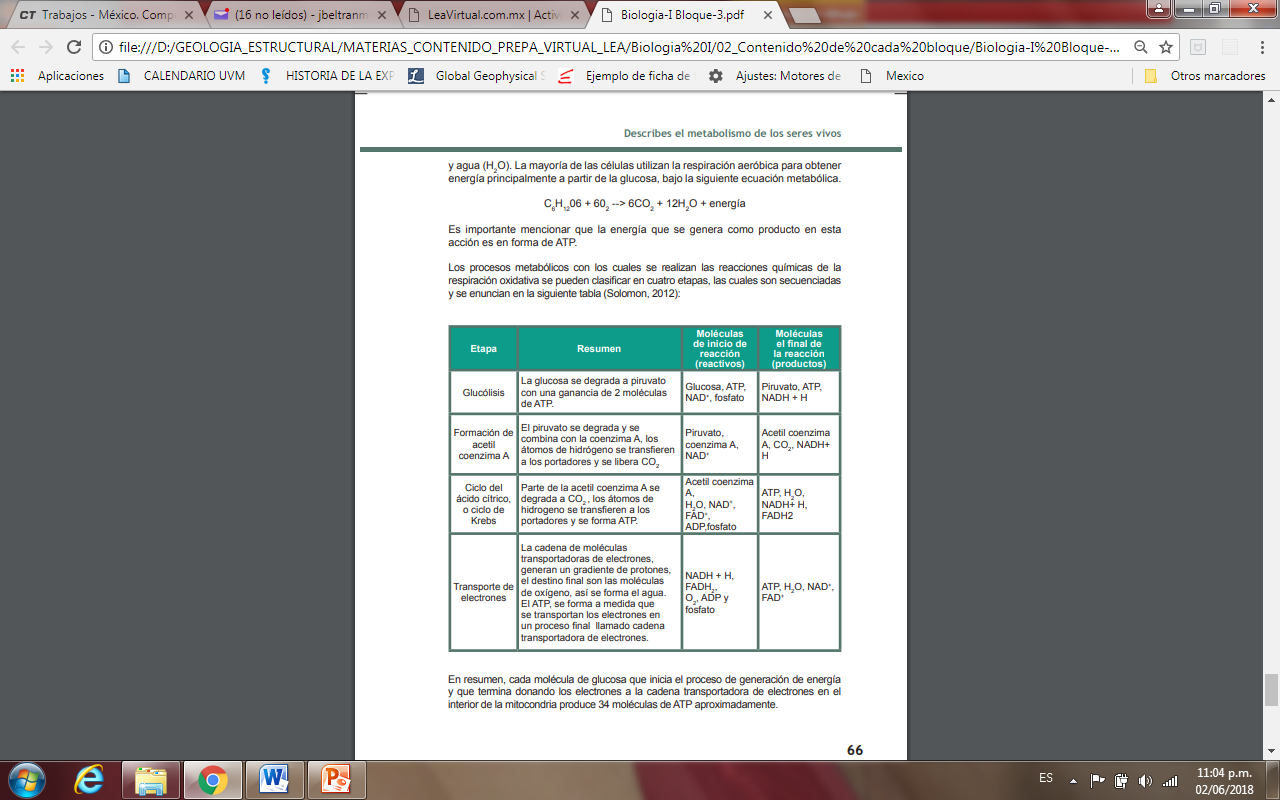 Trabajos - México. Comp
(16 no leídos) - jbeltranm
LeaVirtual.com.mx | Activi
Biologia-I Bloque-3.pdf
file:///D:/GEOLOGIA_ESTRUCTURAL/MATERIAS_CONTENIDO_PREPA_VIRTUAL_LEA/Biologia%20I/02_Contenido%20de%20cada%20bloque/Biologia-I%20Bloque-...
Aplicaciones
CALENDARIO UVM
HISTORIA DE LA EXP
Global Geophysical S
Ejemplo de ficha de
Ajustes: Motores de
Mexico
Otros marcadores
Describes el metabolismo de los seres vivos
y agua (H2O). La mayoría de las células utilizan la respiración aeróbica para obtener
energía principalmente a partir de la glucosa, bajo la siguiente ecuación metabólica.
C6H1206 + 602 --> 6CO2 + 12H2O + energía
Es importante mencionar que la energía que se genera como producto en esta
acción es en forma de ATP.
Los procesos metabólicos con los cuales se realizan las reacciones químicas de la
respiración oxidativa se pueden clasificar en cuatro etapas, las cuales son secuenciadas
y se enuncian en la siguiente tabla (Solomon, 2012):
Etapa
Resumen
Moléculas
de inicio de
reacción
(reactivos)
Moléculas
el final de
la reacción
(productos)
Glucólisis
La glucosa se degrada a piruvato
con una ganancia de 2 moléculas
de ATP.
Glucosa, ATP,
NAD+, fosfato
Piruvato, ATP,
NADH + H
Formación de
acetil
coenzima A
El piruvato se degrada y se
combina con la coenzima A, los
átomos de hidrógeno se transfieren
a los portadores y se libera CO2
Piruvato,
coenzima A,
NAD+
Acetil coenzima
A, CO2, NADH+
H
Ciclo del
ácido cítrico,
o ciclo de
Krebs
Parte de la acetil coenzima A se
degrada a CO2 , los átomos de
hidrogeno se transfieren a los
portadores y se forma ATP.
Acetil coenzima
A,
H2O, NAD+,
FAD+,
ADP,fosfato
ATP, H2O,
NADH+ H,
FADH2
Transporte de
electrones
La cadena de moléculas
transportadoras de electrones,
generan un gradiente de protones,
el destino final son las moléculas
de oxígeno, así se forma el agua.
El ATP, se forma a medida que
se transportan los electrones en
un proceso final llamado cadena
transportadora de electrones.
NADH + H,
FADH2,
O2, ADP y
fosfato
ATP, H2O, NAD+,
FAD+
En resumen, cada molécula de glucosa que inicia el proceso de generación de energía
y que termina donando los electrones a la cadena transportadora de electrones en el
interior de la mitocondria produce 34 moléculas de ATP aproximadamente.
66
ES
11:04 p.m.
02/06/2018